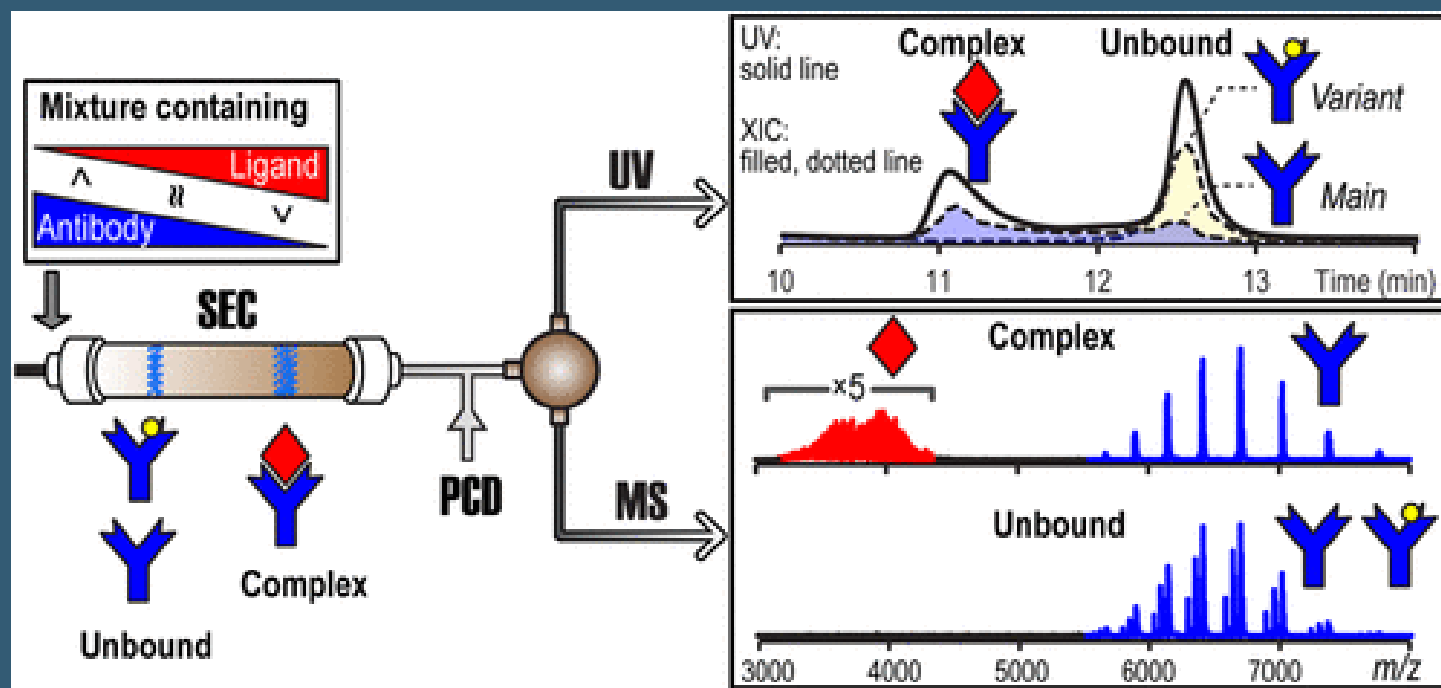 Mixture containing
Ligand
> ≈ <
Antibody
SEC
Unbound
Complex
PCD
UV
MS
UV:
solid line
XIC:
filled, dotted line
Complex
Unbound
Variant
Main
10 11 12 13 Time (min)
Complex
×5
Unbound
3000 4000 5000 6000 7000 m/z